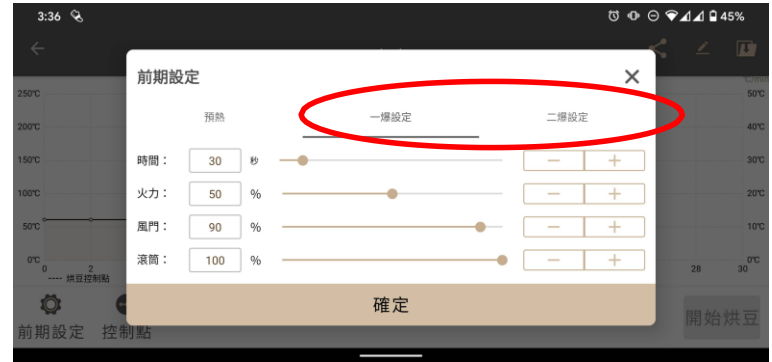 3:36 45%
前期設定
°C/min
250°C 50°C
預熱 一爆設定 二爆設定
200°C 40°C
150°C 時間： 30 秒 30°C
100°C 火力： 50 % 20°C
50°C 風門： 90 % 10°C
0°C 滾筒： 100 % 0°C
0 2 28 30
---- 烘豆控制點
確定
前期設定 控制點 開始烘豆